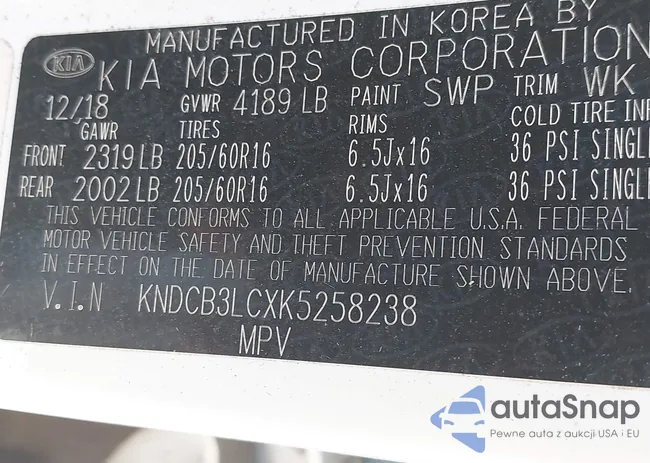 MANUFACTURED IN KOREA BY
KIA KIA MOTORS CORPORATION
12/18 GVWR 4189 LB PAINT SWP TRIM WK
GAWR TIRES RIMS COLD TIRE INF
FRONT 2319 LB 205/60R16 6.5Jx16 36 PSI SINGL
REAR 2002 LB 205/60R16 6.5Jx16 36 PSI SINGLE
THIS VEHICLE CONFORMS TO ALL APPLICABLE U.S.A. FEDERAL
MOTOR VEHICLE SAFETY AND THEFT PREVENTION STANDARDS
IN EFFECT ON THE DATE OF MANUFACTURE SHOWN ABOVE.
V.I.N KNDCB3LCXK5258238
MPV
autaSnap
Pewne auta z aukcji USA i EU